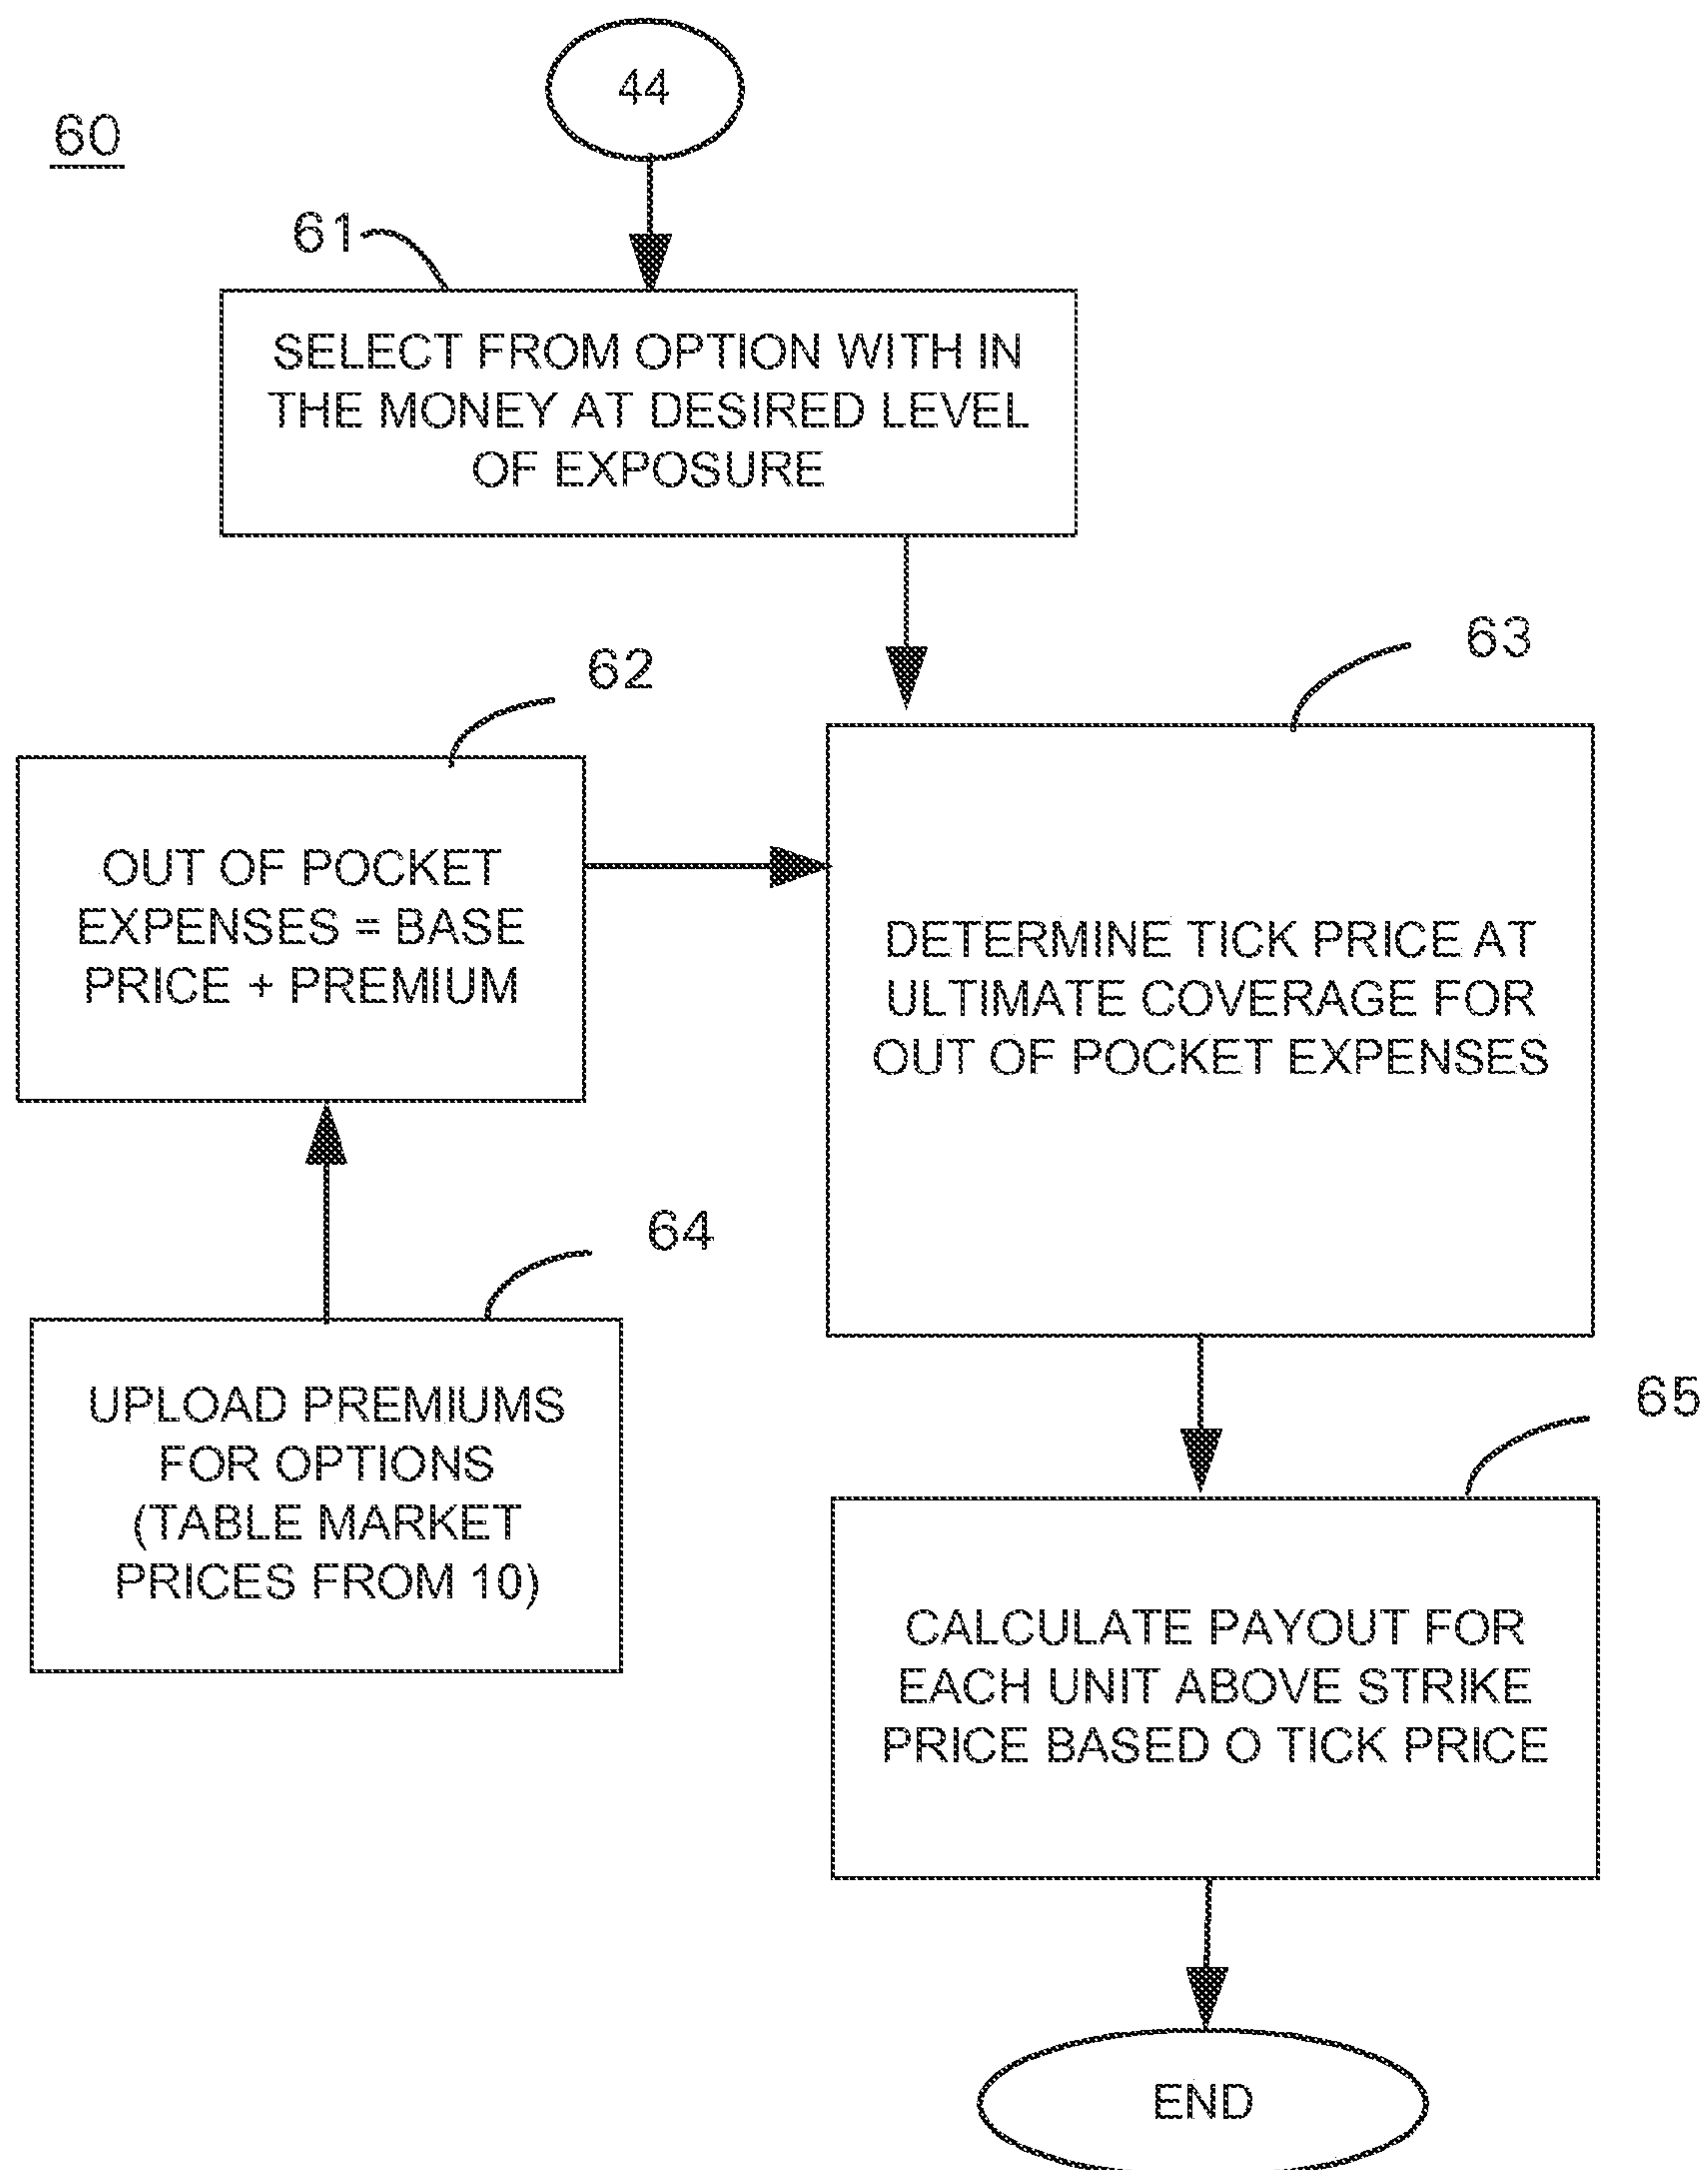 44
60
61
SELECT FROM OPTION WITH IN
THE MONEY AT DESIRED LEVEL
OF EXPOSURE
62
63
OUT OF POCKET
EXPENSES = BASE
PRICE + PREMIUM
DETERMINE TICK PRICE AT
ULTIMATE COVERAGE FOR
OUT OF POCKET EXPENSES
64
UPLOAD PREMIUMS
FOR OPTIONS
(TABLE MARKET
PRICES FROM 10)
65
CALCULATE PAYOUT FOR
EACH UNIT ABOVE STRIKE
PRICE BASED O TICK PRICE
END